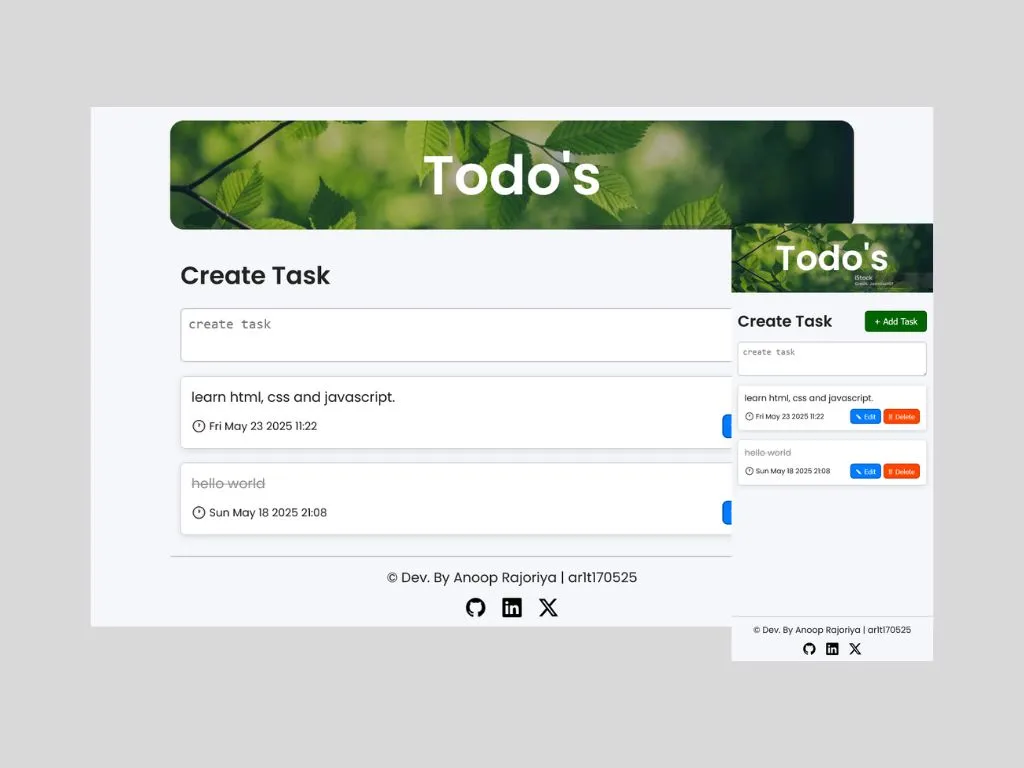 Todo's
Create Task
create task
learn html, css and javascript.
Fri May 23 2025 11:22
hello world
Sun May 18 2025 21:08
© Dev. By Anoop Rajoriya | ar1t170525
Todo's
iStock
Create Task
+ Add Task
create task
learn html, css and javascript.
Fri May 23 2025 11:22
Edit
Delete
hello world
Sun May 18 2025 21:08
Edit
Delete
© Dev. By Anoop Rajoriya | ar1t170525